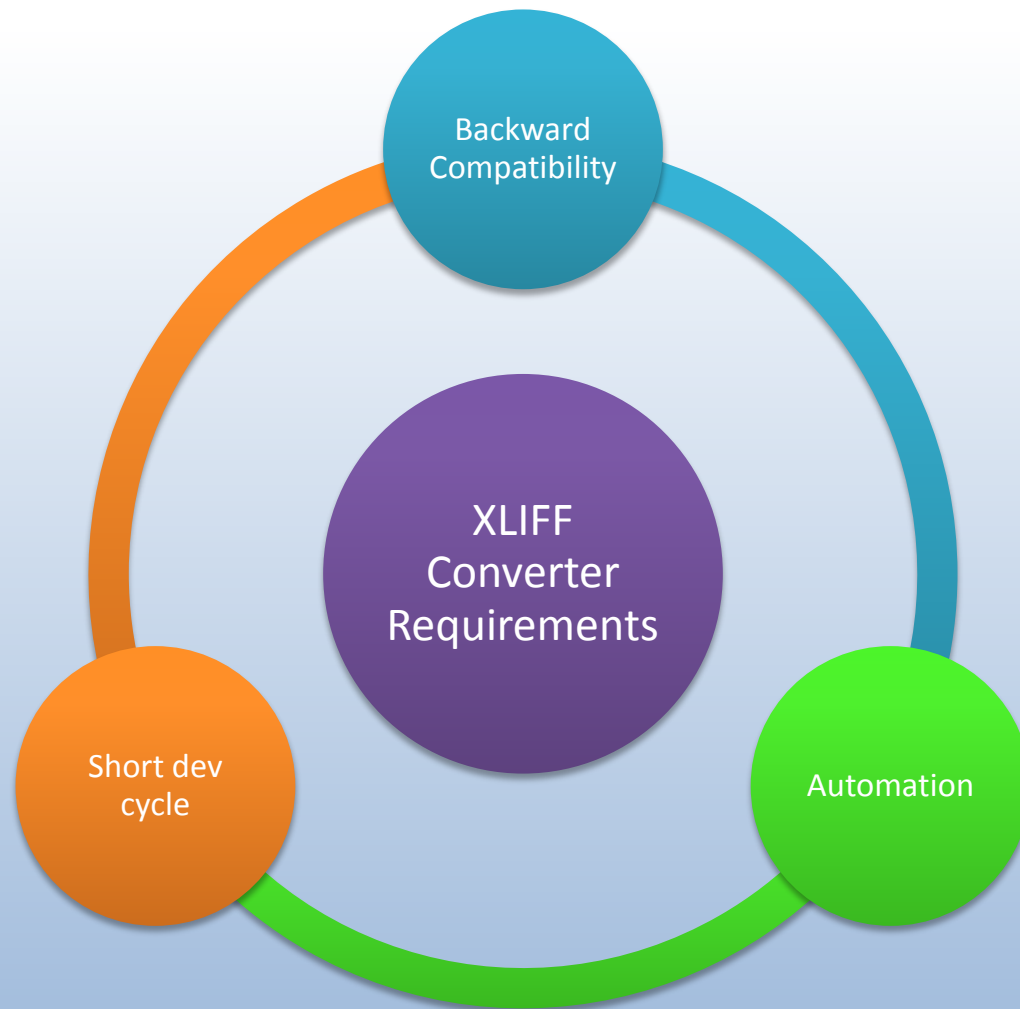 Backward
Compatibility
XLIFF
Converter
Requirements
Short dev
cycle
Automation